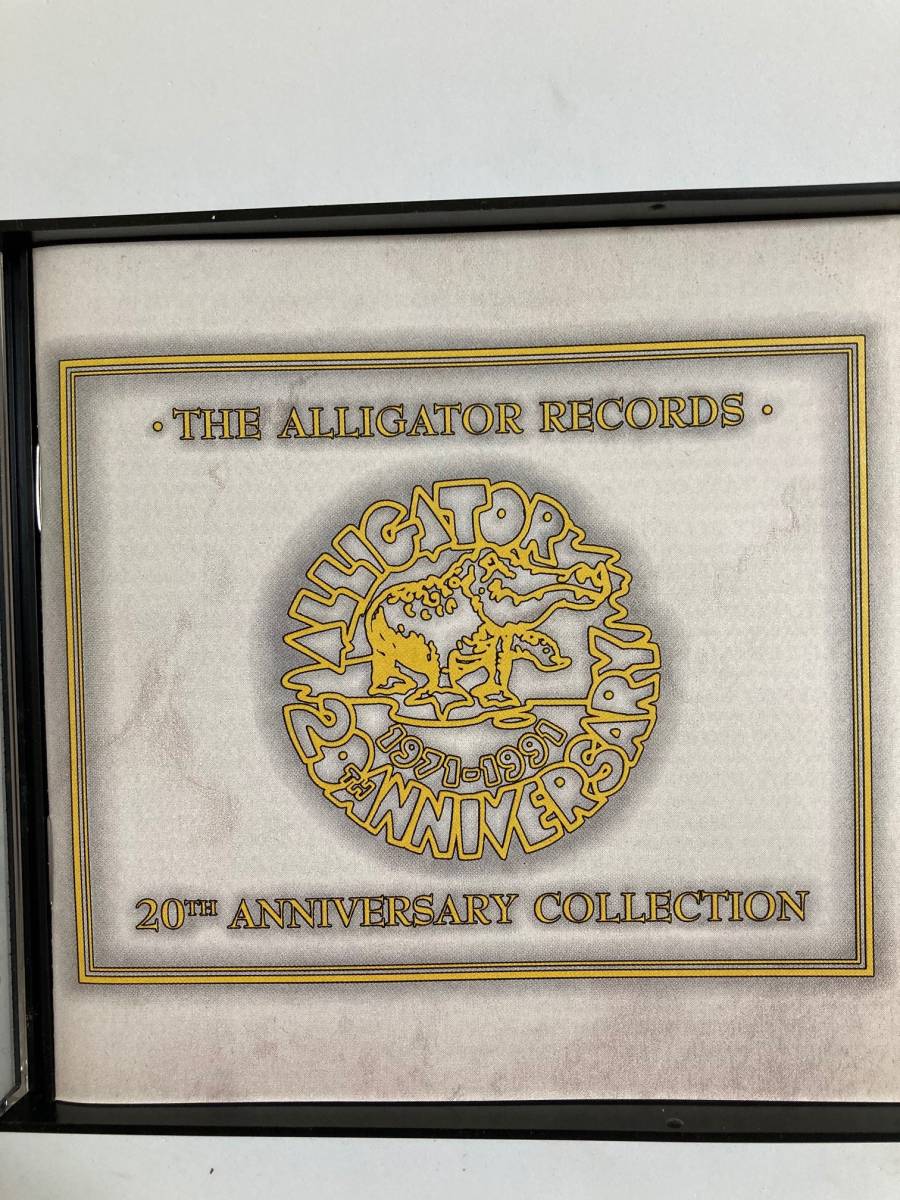 · THE ALLIGATOR RECORDS ·
ALLIGATOR
1971-1991
20TH ANNIVERSARY
20TH ANNIVERSARY COLLECTION